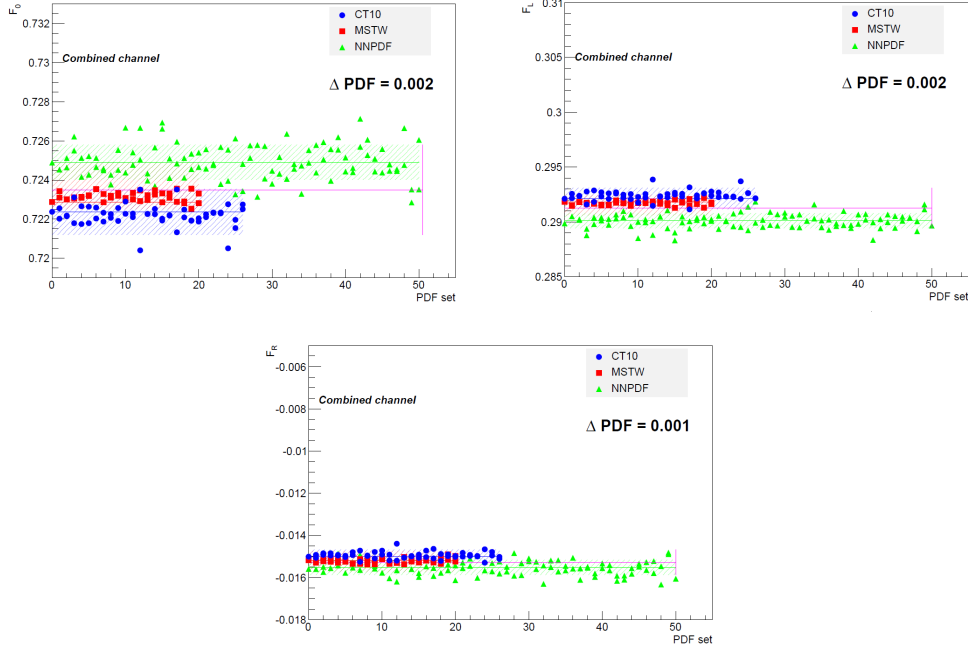 F₀
0.732
0.73
0.728
0.726
0.724
0.722
0.72
0 10 20 30 40 50
PDF set
Combined channel
CT10
MSTW
NNPDF
Δ PDF = 0.002
F_L
0.31
0.305
0.3
0.295
0.29
0.285
0 10 20 30 40 50
PDF set
Combined channel
CT10
MSTW
NNPDF
Δ PDF = 0.002
F_R
-0.006
-0.008
-0.01
-0.012
-0.014
-0.016
-0.018
0 10 20 30 40 50
PDF set
Combined channel
CT10
MSTW
NNPDF
Δ PDF = 0.001